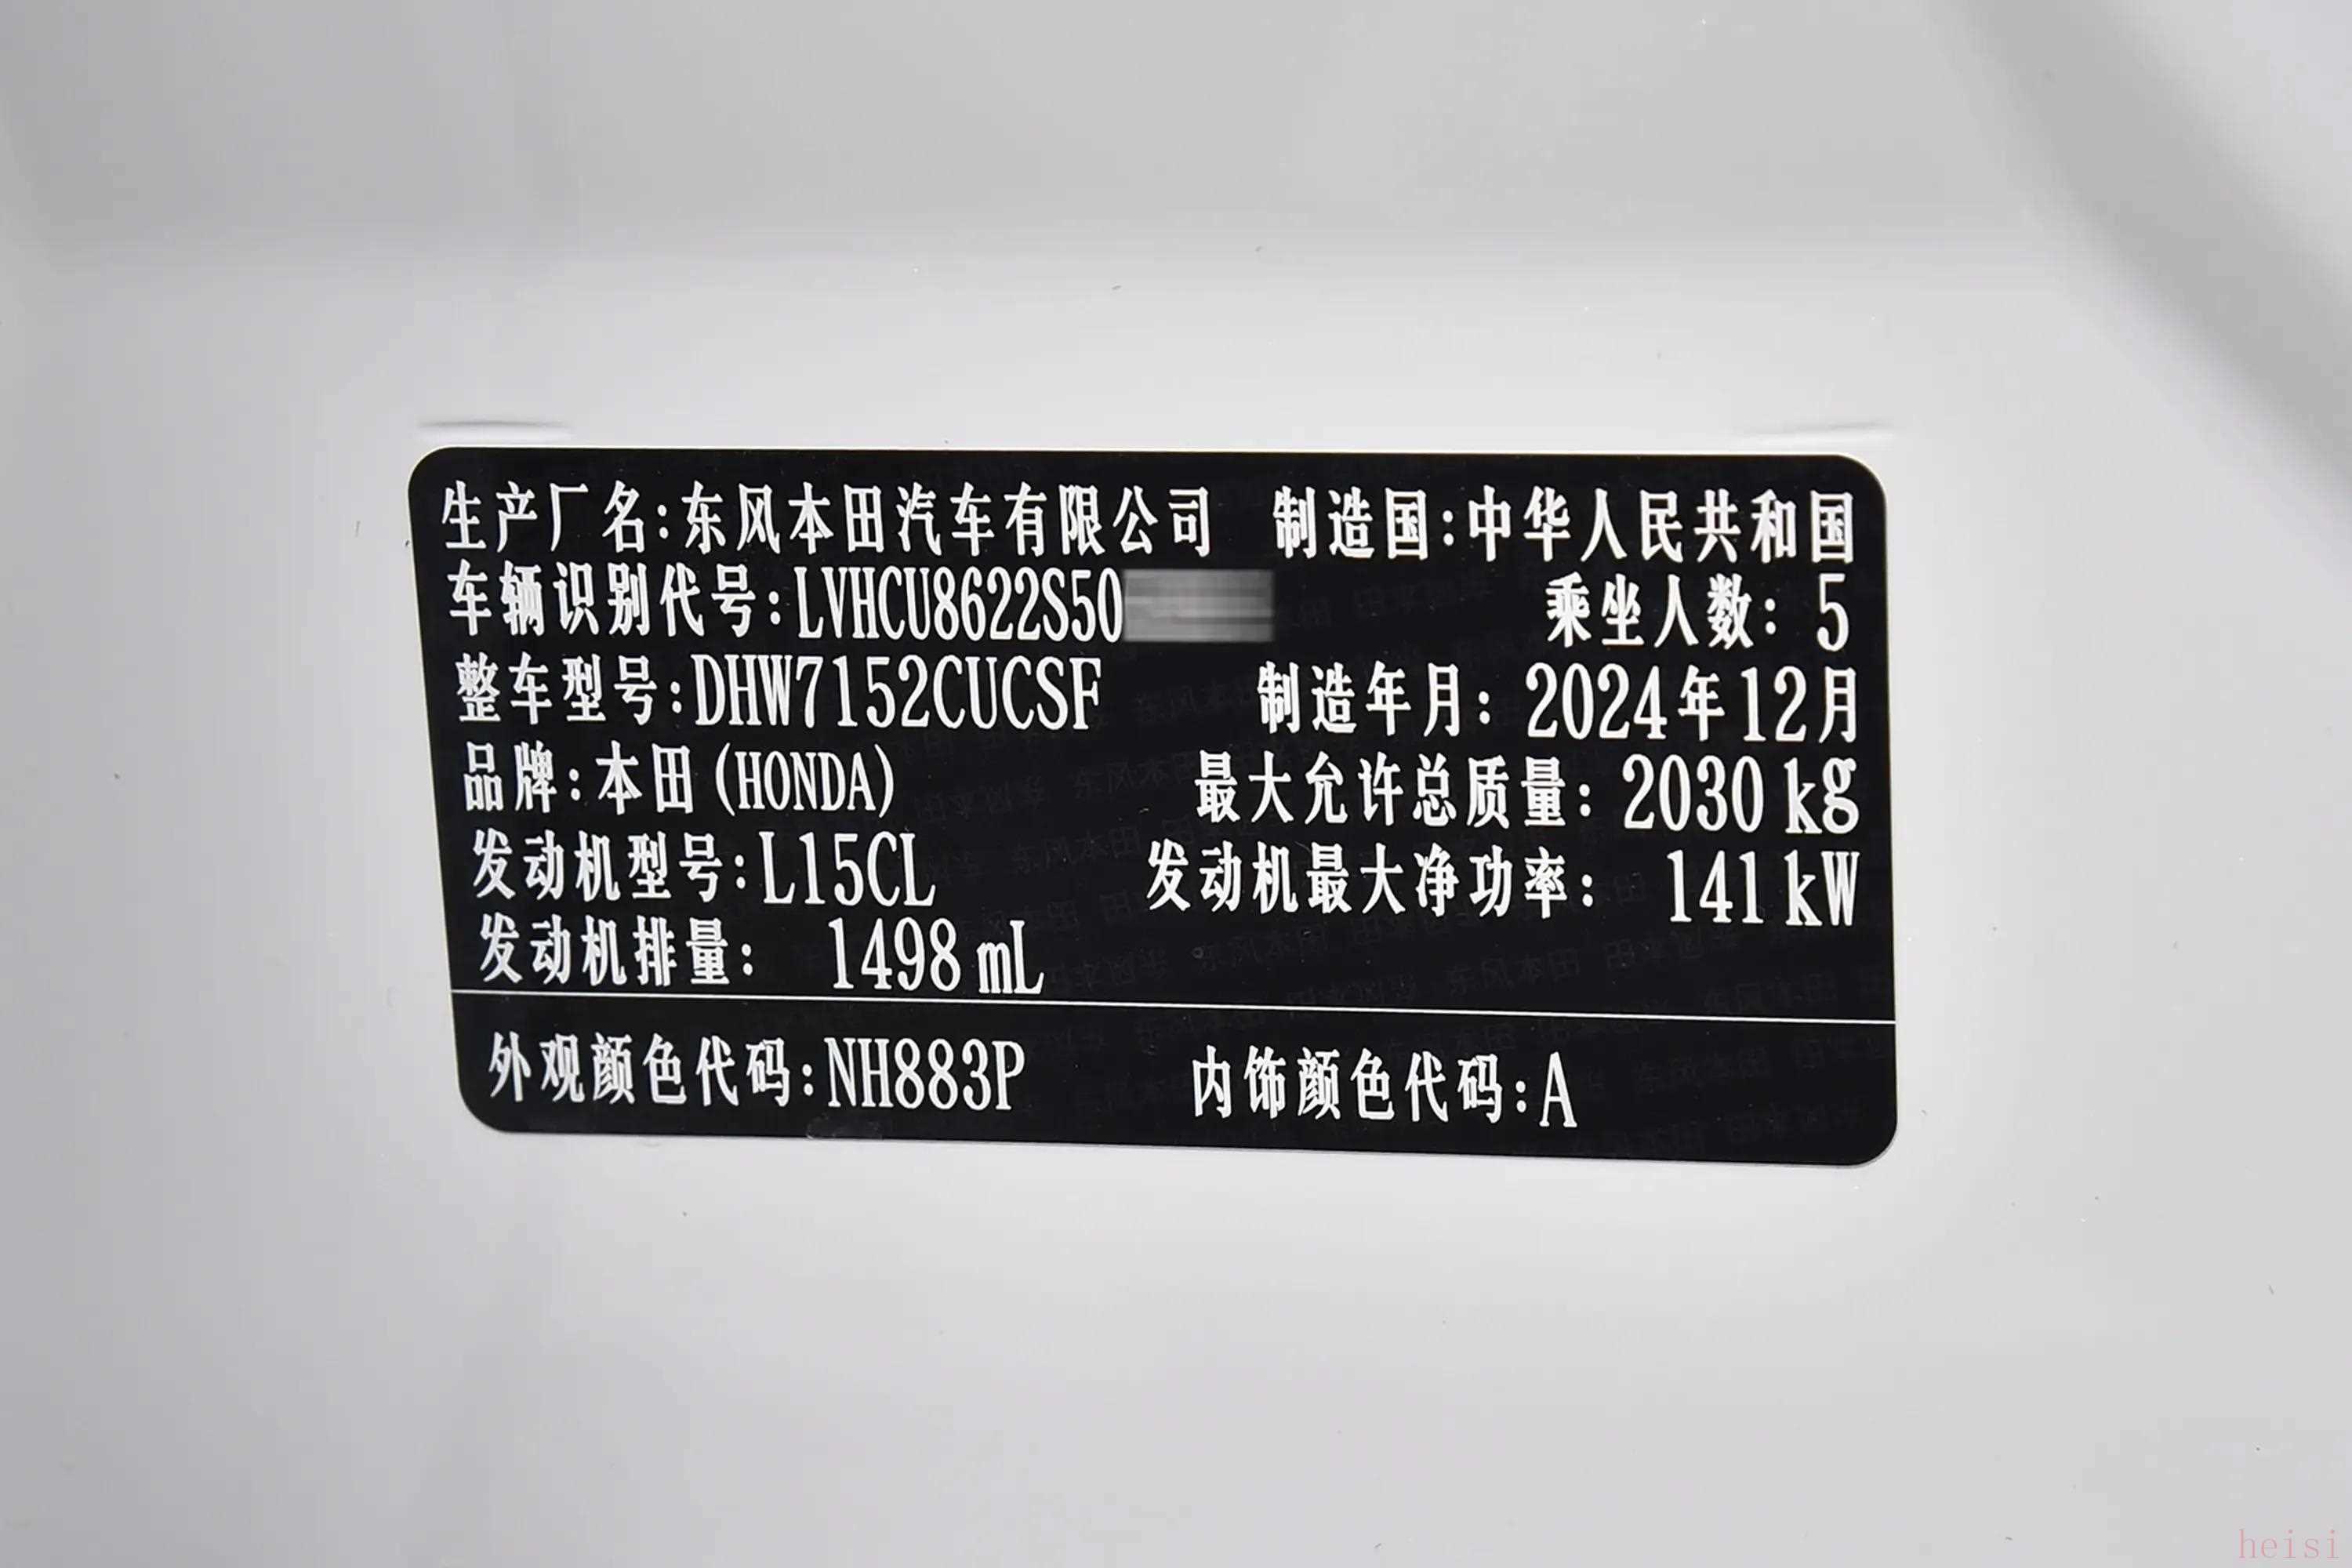 生产厂名:东风本田汽车有限公司 制造国:中华人民共和国
车辆识别代号:LVHCU8622S50 乘坐人数: 5
整车型号:DHW7152CUCSF 制造年月: 2024年12月
品牌:本田(HONDA) 最大允许总质量: 2030 kg
发动机型号:L15CL 发动机最大净功率: 141 kW
发动机排量: 1498 mL
外观颜色代码:NH883P 内饰颜色代码:A
heisi